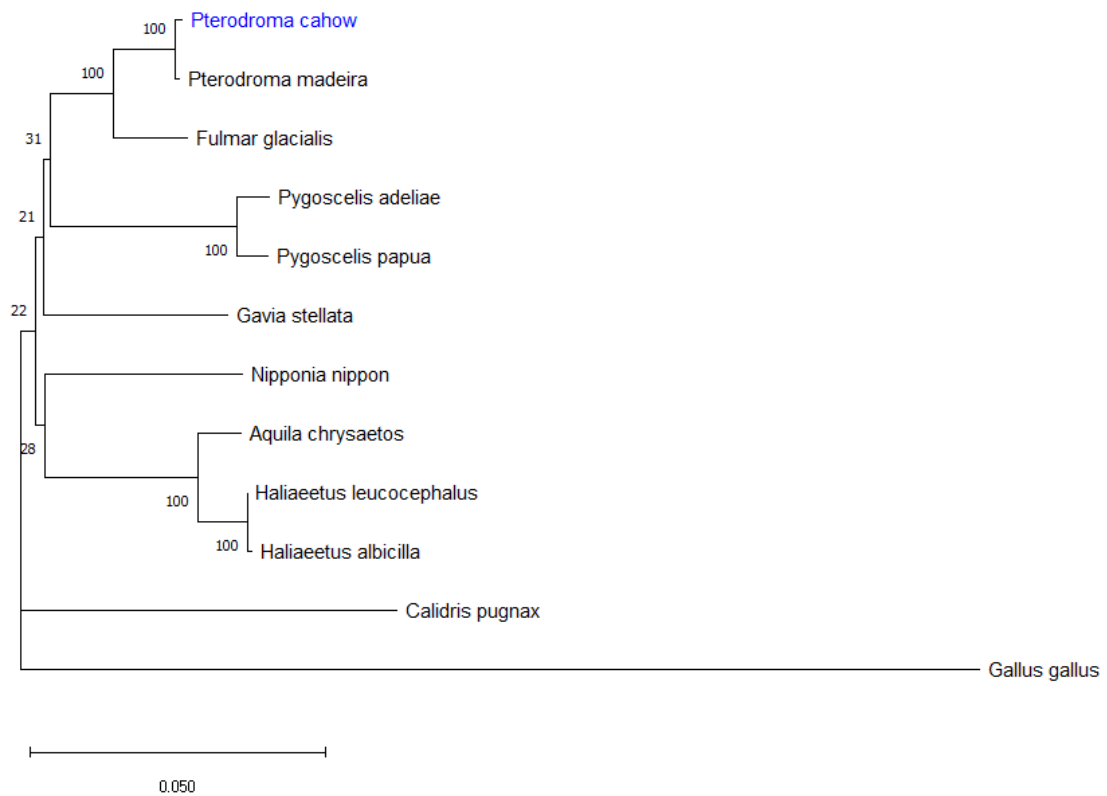 100
Pterodroma cahow
100
Pterodroma madeira
Fulmar glacialis
31
Pygoscelis adeliae
21
100
Pygoscelis papua
22
Gavia stellata
Nipponia nippon
Aquila chrysaetos
28
Haliaeetus leucocephalus
100
100
Haliaeetus albicilla
Calidris pugnax
Gallus gallus
0.050